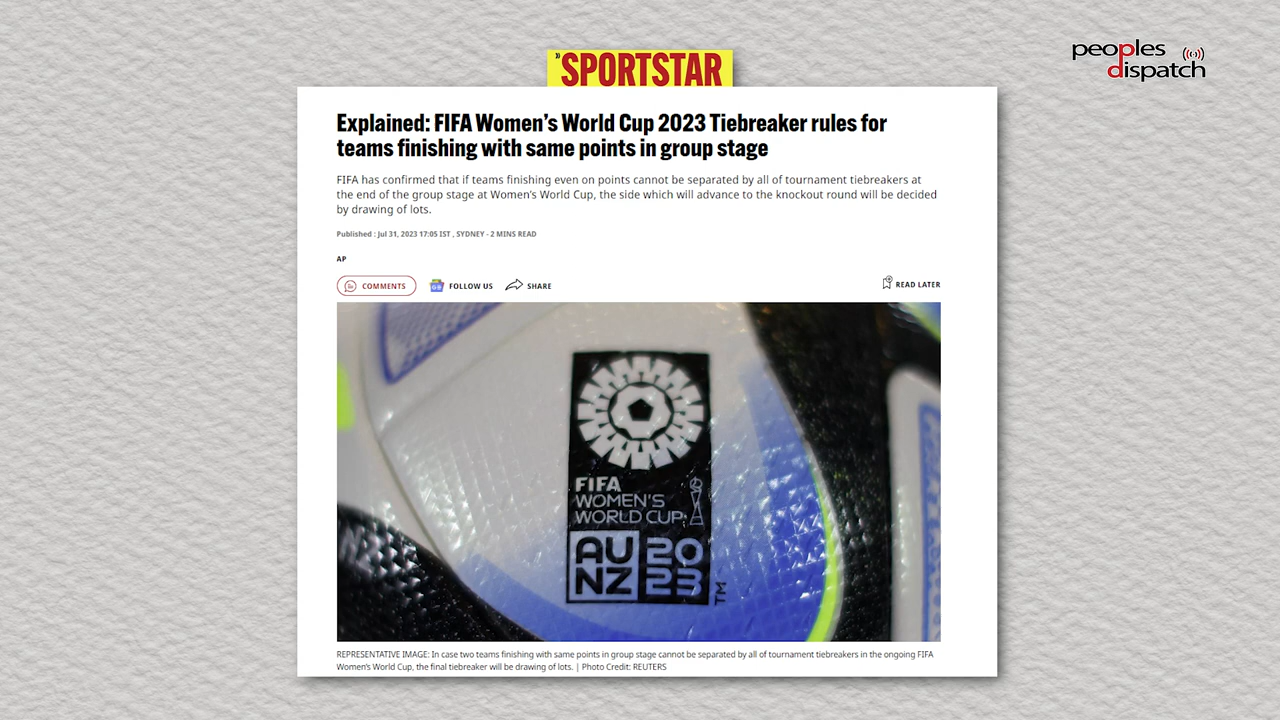 SPORTSTAR
peoples
dispatch
Explained: FIFA Women's World Cup 2023 Tiebreaker rules for
teams finishing with same points in group stage
FIFA has confirmed that if teams finishing even on points cannot be separated by all of tournament tiebreakers at
the end of the group stage at Women's World Cup, the side which will advance to the knockout round will be decided
by drawing of lots.
Published : Jul 31, 2023 17:05 IST , SYDNEY - 2 MINS READ
AP
COMMENTS FOLLOW US SHARE READ LATER
FIFA
WOMEN'S
WORLD CUP
AU 20
NZ 23
TM
REPRESENTATIVE IMAGE: In case two teams finishing with same points in group stage cannot be separated by all of tournament tiebreakers in the ongoing FIFA
Women's World Cup, the final tiebreaker will be drawing of lots. | Photo Credit: REUTERS